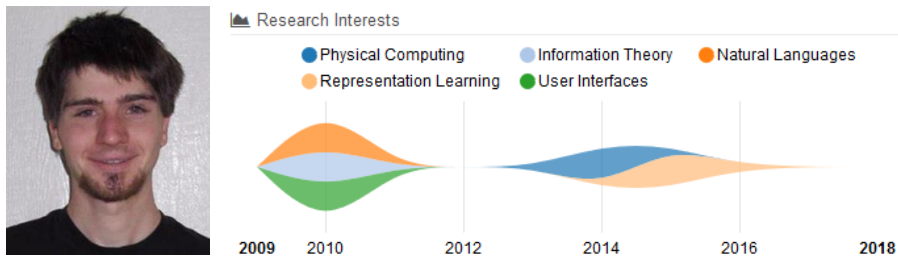 Research Interests
Physical Computing Information Theory Natural Languages
Representation Learning User Interfaces
2009 2010 2012 2014 2016 2018